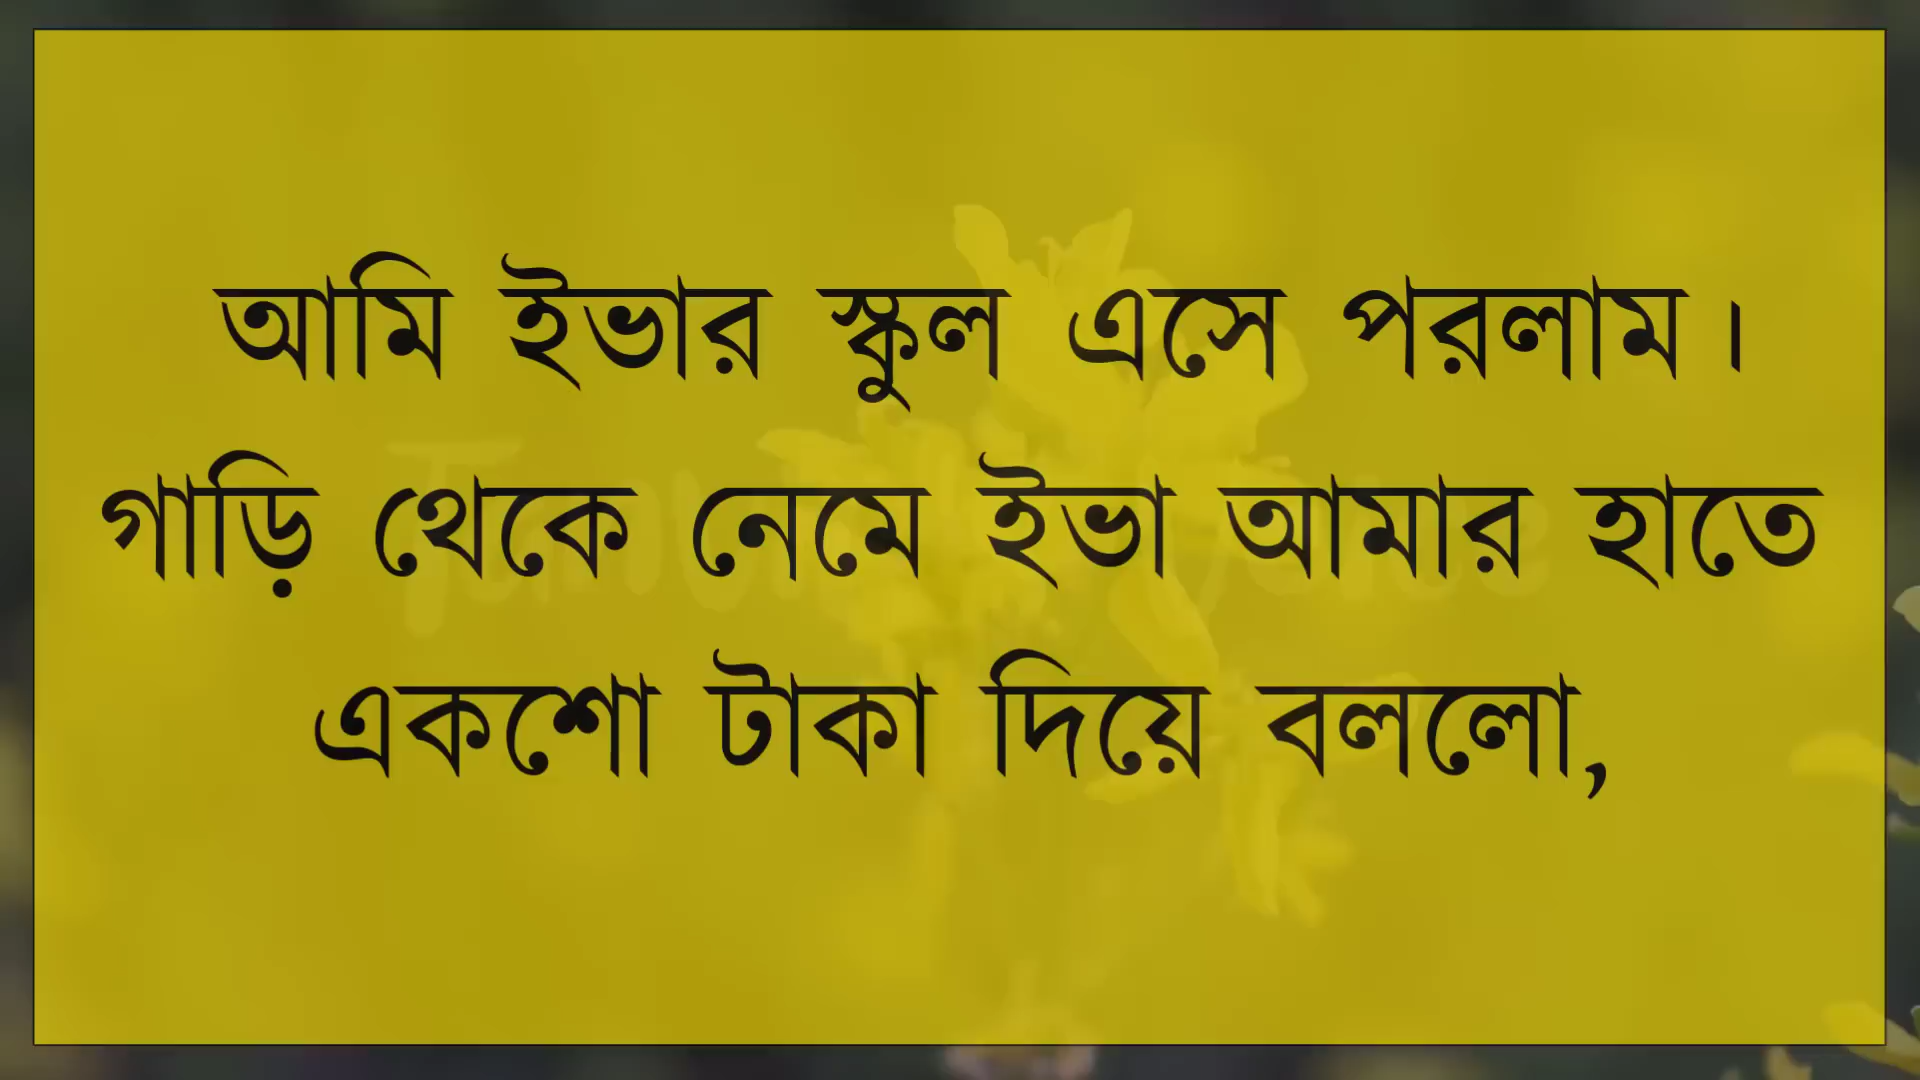 আমি ইভার স্কুল এসে পরলাম।
গাড়ি থেকে নেমে ইভা আমার হাতে
একশো টাকা দিয়ে বললো,